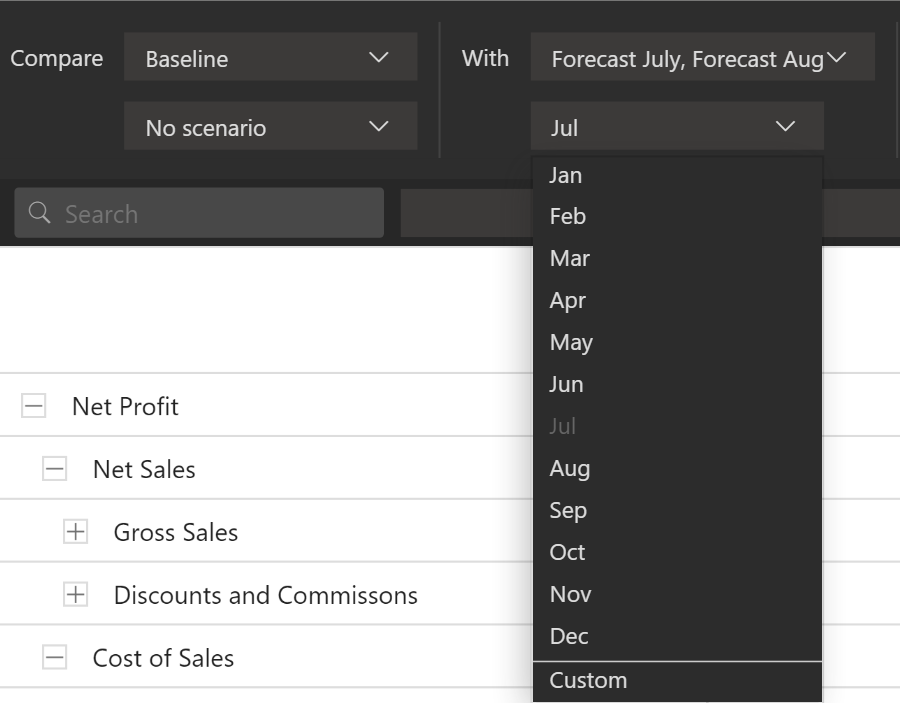 Compare Baseline With Forecast July, Forecast Aug
No scenario Jul
Jan
Search Feb
Mar
Apr
May
Jun
Net Profit
Jul
Net Sales Aug
Sep
Gross Sales
Oct
Discounts and Commissons Nov
Dec
Cost of Sales
Custom